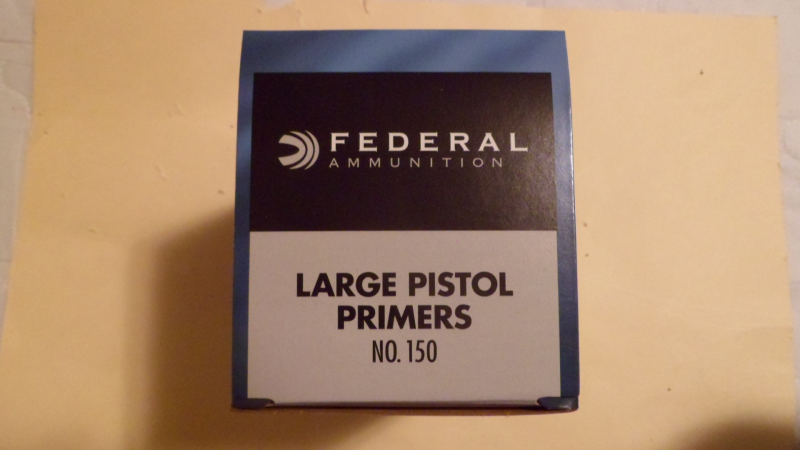 FEDERAL
AMMUNITION
LARGE PISTOL
PRIMERS
NO. 150